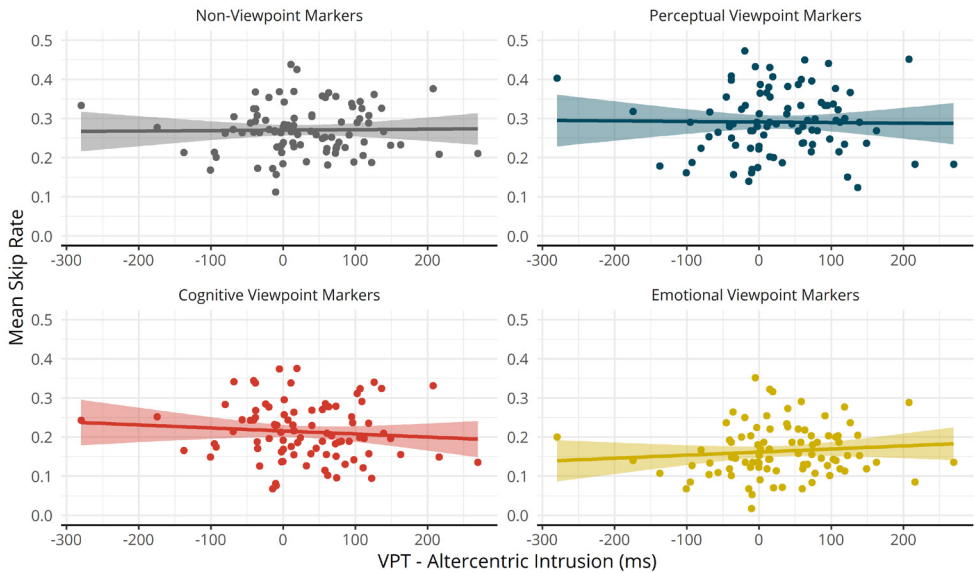 Non-Viewpoint Markers
Perceptual Viewpoint Markers
0.5
0.4
0.3
0.2
0.1
0.0
-300 -200 -100 0 100 200
0.5
0.4
0.3
0.2
0.1
0.0
-300 -200 -100 0 100 200
Cognitive Viewpoint Markers
Emotional Viewpoint Markers
0.5
0.4
0.3
0.2
0.1
0.0
-300 -200 -100 0 100 200
0.5
0.4
0.3
0.2
0.1
0.0
-300 -200 -100 0 100 200
Mean Skip Rate
VPT - Altercentric Intrusion (ms)